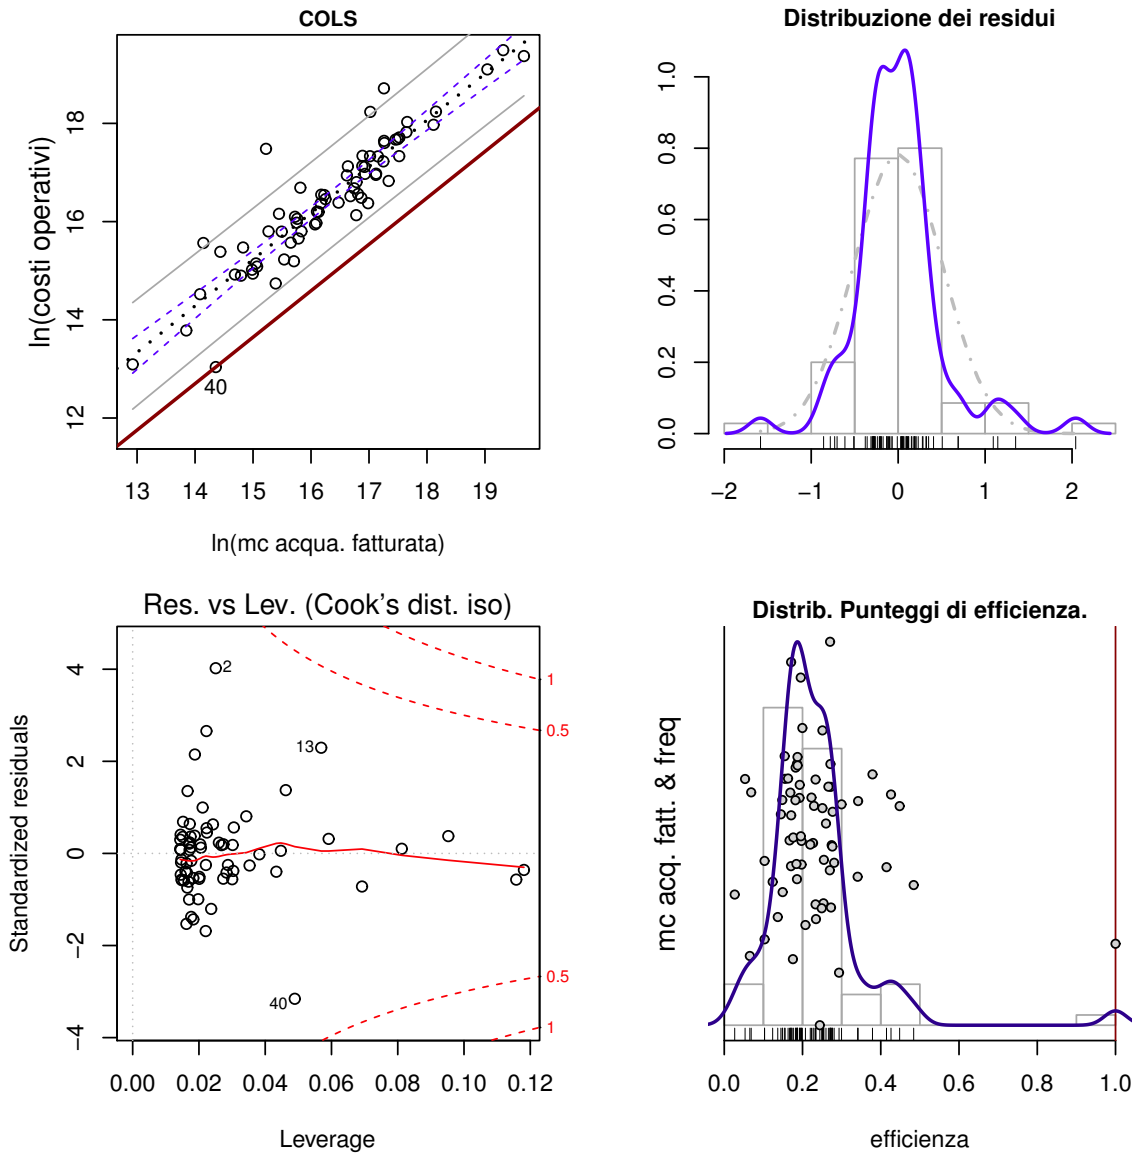 COLS
ln(costi operativi)
18
16
14
12
40
13 14 15 16 17 18 19
ln(mc acqua. fatturata)
Distribuzione dei residui
1.0
0.8
0.6
0.4
0.2
0.0
−2 −1 0 1 2
Res. vs Lev. (Cook's dist. iso)
Standardized residuals
4
2
0
−2
−4
2
13
40
1
0.5
0.5
1
0.00 0.02 0.04 0.06 0.08 0.10 0.12
Leverage
Distrib. Punteggi di efficienza.
mc acq. fatt. & freq
0.0 0.2 0.4 0.6 0.8 1.0
efficienza